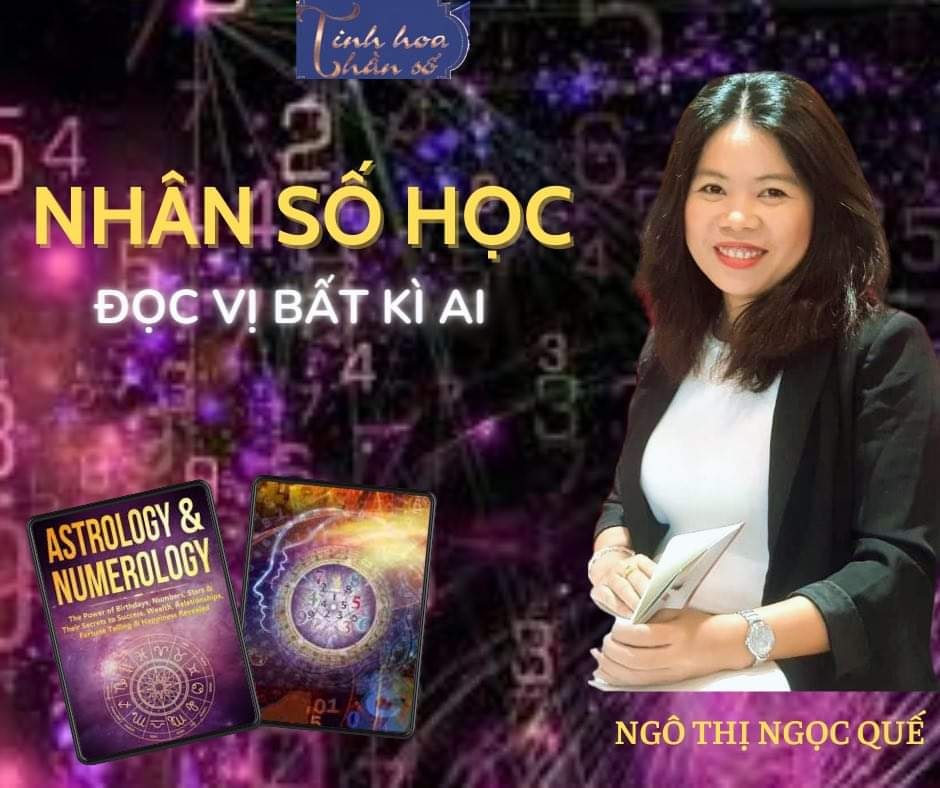 Tinh hoa
Thần số
NHÂN SỐ HỌC
ĐỌC VỊ BẤT KÌ AI
ASTROLOGY &
NUMEROLOGY
The Power of Birthdays, Numbers, Stars &
Their Secrets to Success, Wealth, Relationships,
Fortune Telling & Happiness Revealed
NGÔ THỊ NGỌC QUẾ